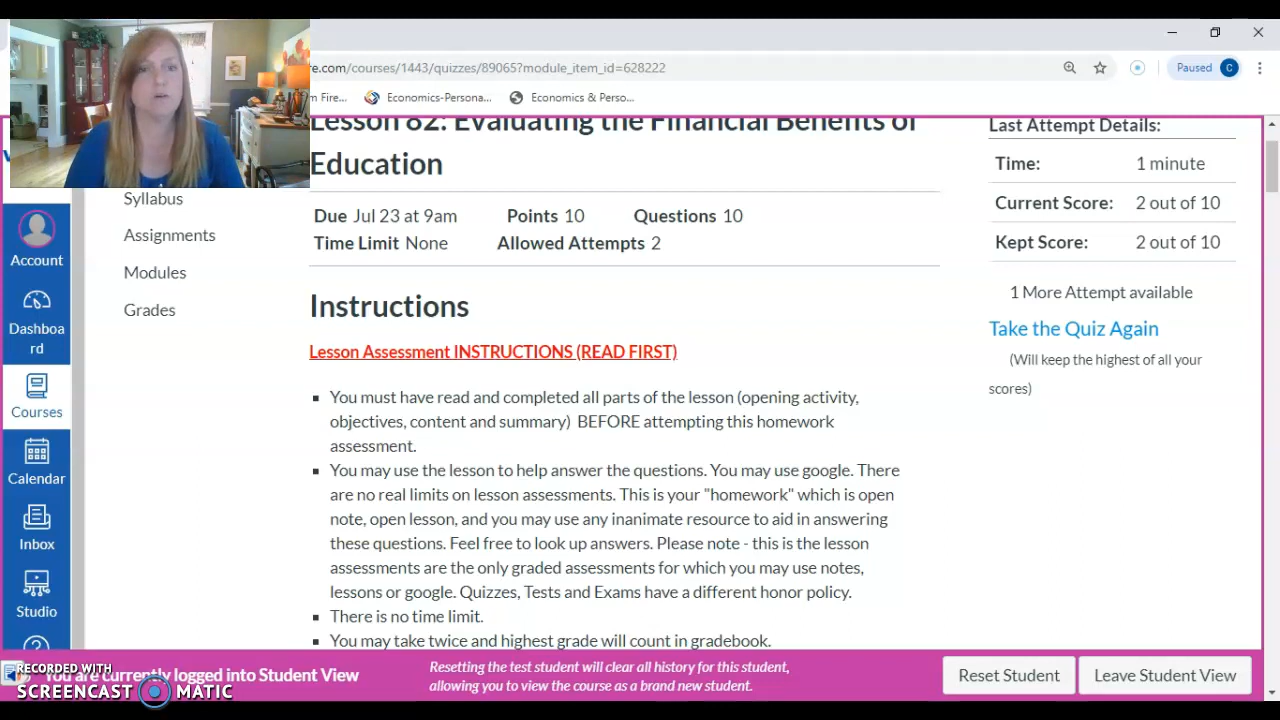 re.com/courses/1443/quizzes/89065?module_item_id=628222
Paused
C
m Fire...
Economics-Persona...
Economics & Perso...
Lesson 82: Evaluating the Financial Benefits of
Education
Due Jul 23 at 9am
Points 10
Questions 10
Time Limit None
Allowed Attempts 2
Instructions
Lesson Assessment INSTRUCTIONS (READ FIRST)
You must have read and completed all parts of the lesson (opening activity,
objectives, content and summary) BEFORE attempting this homework
assessment.
You may use the lesson to help answer the questions. You may use google. There
are no real limits on lesson assessments. This is your "homework" which is open
note, open lesson, and you may use any inanimate resource to aid in answering
these questions. Feel free to look up answers. Please note - this is the lesson
assessments are the only graded assessments for which you may use notes,
lessons or google. Quizzes, Tests and Exams have a different honor policy.
There is no time limit.
You may take twice and highest grade will count in gradebook.
Last Attempt Details:
Time: 1 minute
Current Score: 2 out of 10
Kept Score: 2 out of 10
1 More Attempt available
Take the Quiz Again
(Will keep the highest of all your
scores)
Syllabus
Assignments
Modules
Grades
Account
Dashboa
rd
Courses
Calendar
Inbox
Studio
You are currently logged into Student View
Resetting the test student will clear all history for this student,
allowing you to view the course as a brand new student.
Reset Student
Leave Student View
RECORDED WITH
SCREENCAST MATIC